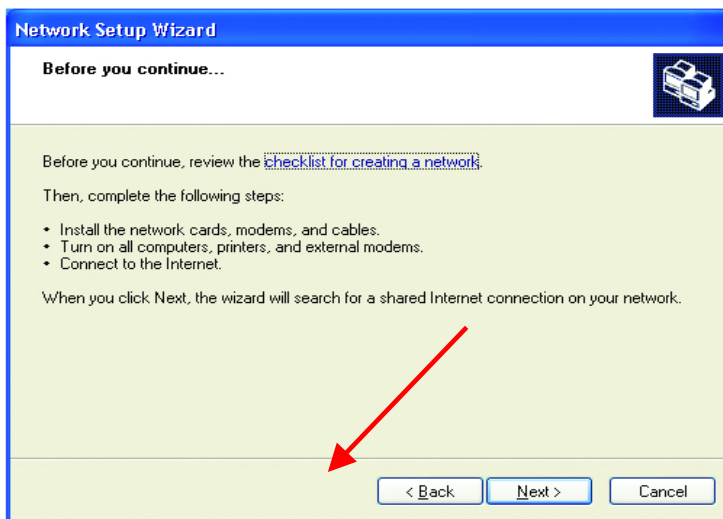 Network Setup Wizard
Before you continue...
Before you continue, review the checklist for creating a network.
Then, complete the following steps:
• Install the network cards, modems, and cables.
• Turn on all computers, printers, and external modems.
• Connect to the Internet.
When you click Next, the wizard will search for a shared Internet connection on your network.
< Back Next > Cancel